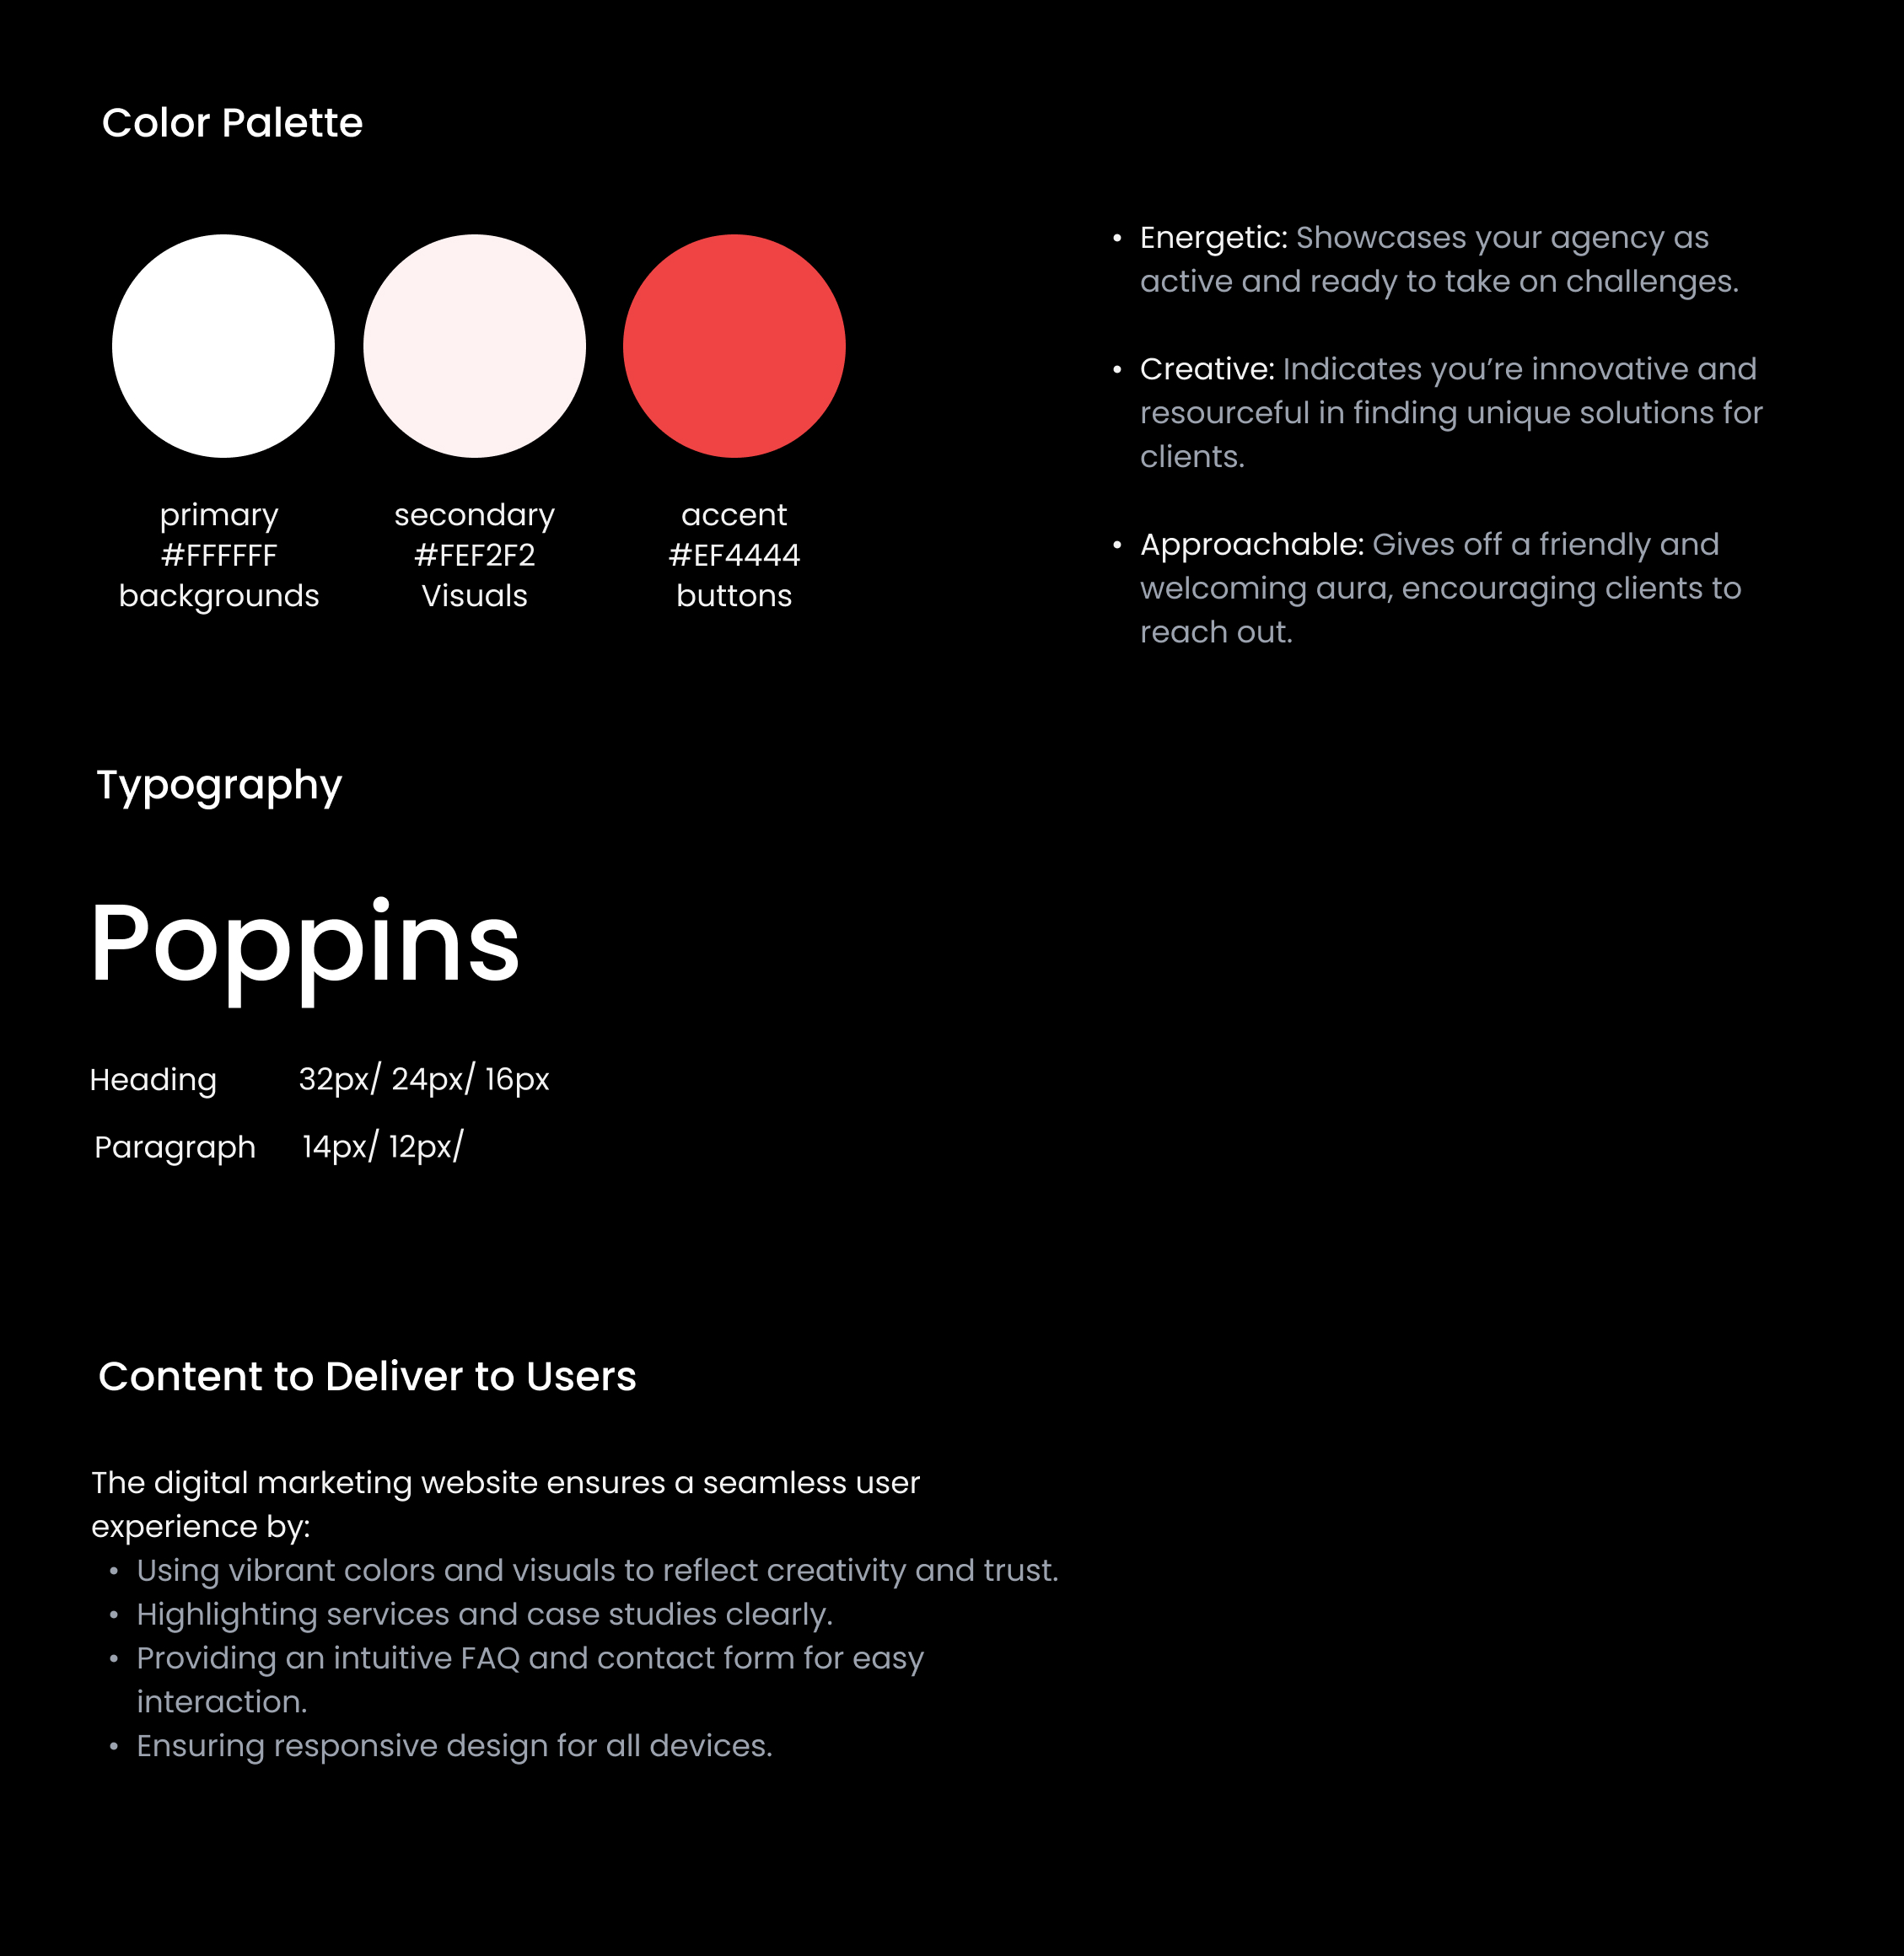 Color Palette
primary
#FFFFFF
backgrounds
secondary
#FEF2F2
Visuals
accent
#EF4444
buttons
• Energetic: Showcases your agency as
active and ready to take on challenges.
• Creative: Indicates you’re innovative and
resourceful in finding unique solutions for
clients.
• Approachable: Gives off a friendly and
welcoming aura, encouraging clients to
reach out.
Typography
Poppins
Heading 32px/ 24px/ 16px
Paragraph 14px/ 12px/
Content to Deliver to Users
The digital marketing website ensures a seamless user
experience by:
• Using vibrant colors and visuals to reflect creativity and trust.
• Highlighting services and case studies clearly.
• Providing an intuitive FAQ and contact form for easy
interaction.
• Ensuring responsive design for all devices.